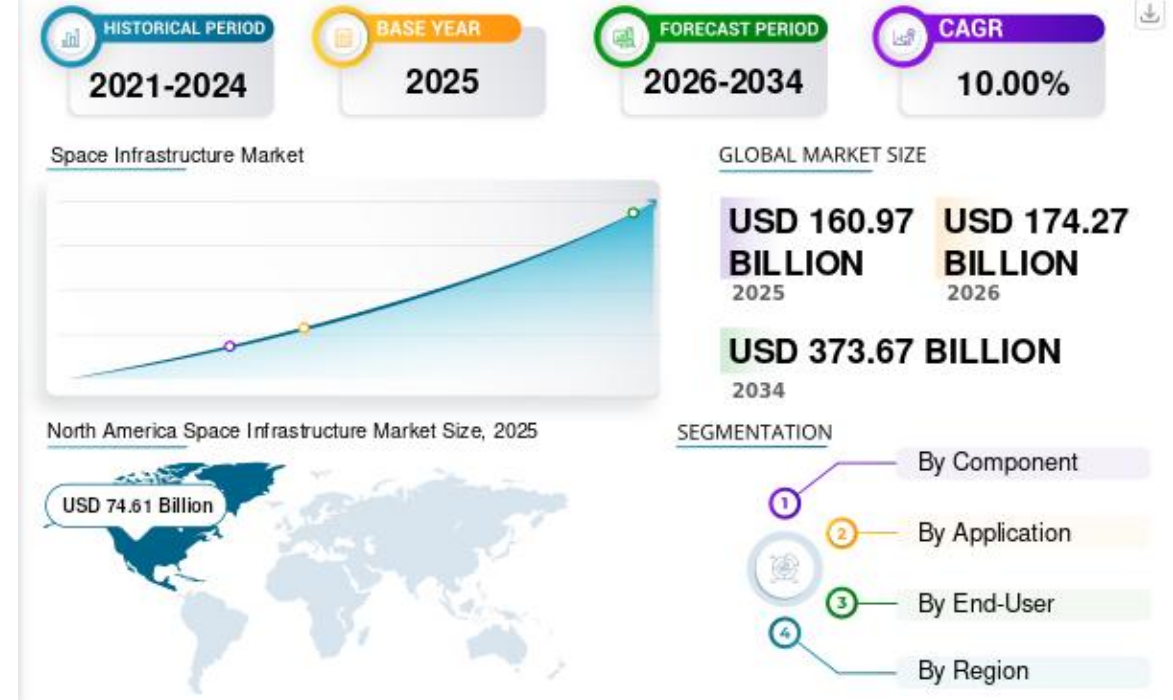 HISTORICAL PERIOD
2021-2024
BASE YEAR
2025
FORECAST PERIOD
2026-2034
CAGR
10.00%
Space Infrastructure Market
GLOBAL MARKET SIZE
USD 160.97
BILLION
2025
USD 174.27
BILLION
2026
USD 373.67 BILLION
2034
North America Space Infrastructure Market Size, 2025
USD 74.61 Billion
SEGMENTATION
1
By Component
2
By Application
3
By End-User
4
By Region